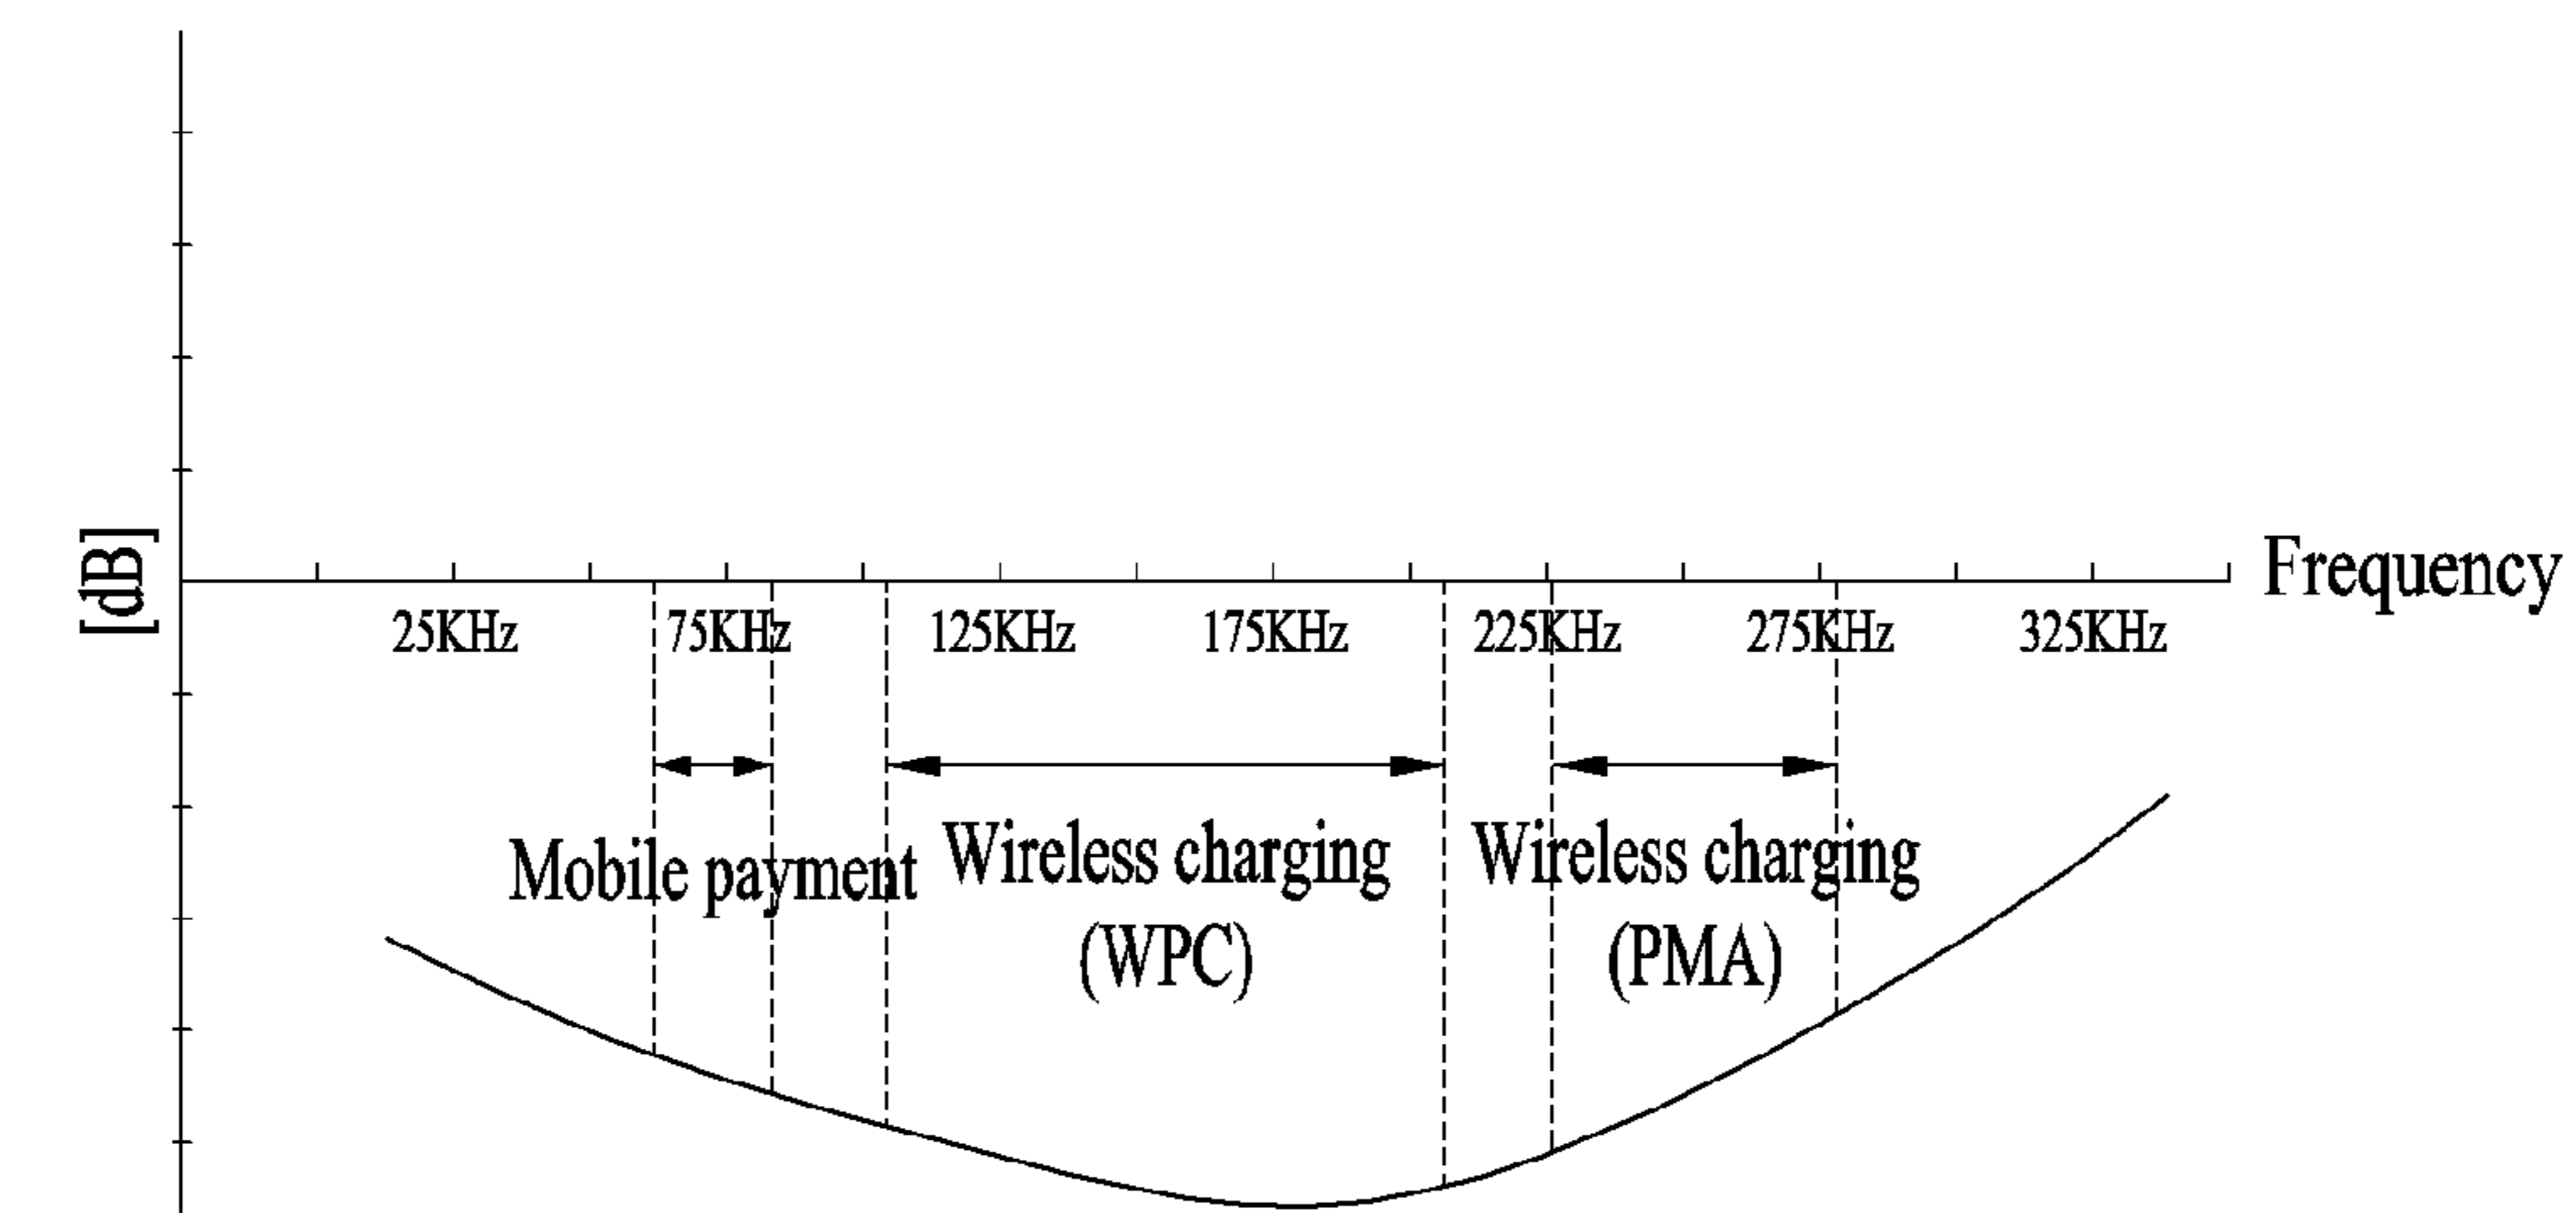 [dB]
Frequency
25KHz 75KHz 125KHz 175KHz 225KHz 275KHz 325KHz
Mobile payment
Wireless charging
(WPC)
Wireless charging
(PMA)